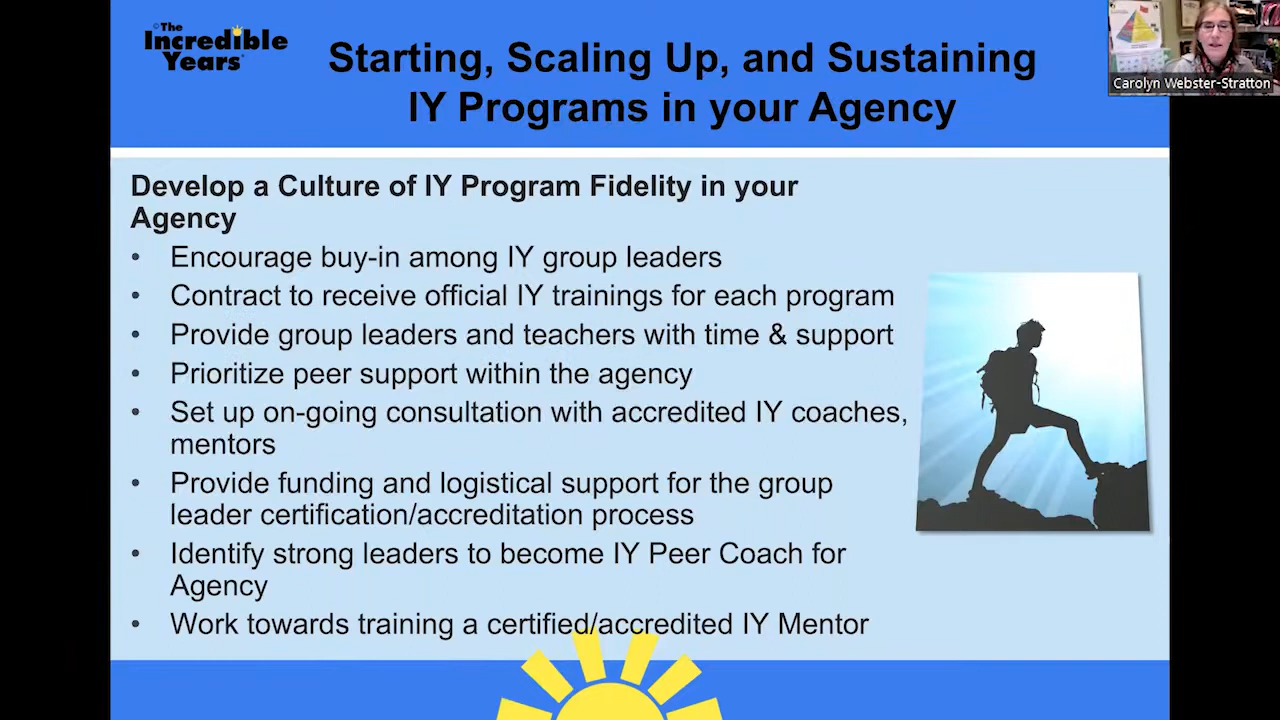 ©The
Incredible
Years®
Starting, Scaling Up, and Sustaining
IY Programs in your Agency
Carolyn Webster-Stratton
Develop a Culture of IY Program Fidelity in your
Agency
• Encourage buy-in among IY group leaders
• Contract to receive official IY trainings for each program
• Provide group leaders and teachers with time & support
• Prioritize peer support within the agency
• Set up on-going consultation with accredited IY coaches,
mentors
• Provide funding and logistical support for the group
leader certification/accreditation process
• Identify strong leaders to become IY Peer Coach for
Agency
• Work towards training a certified/accredited IY Mentor